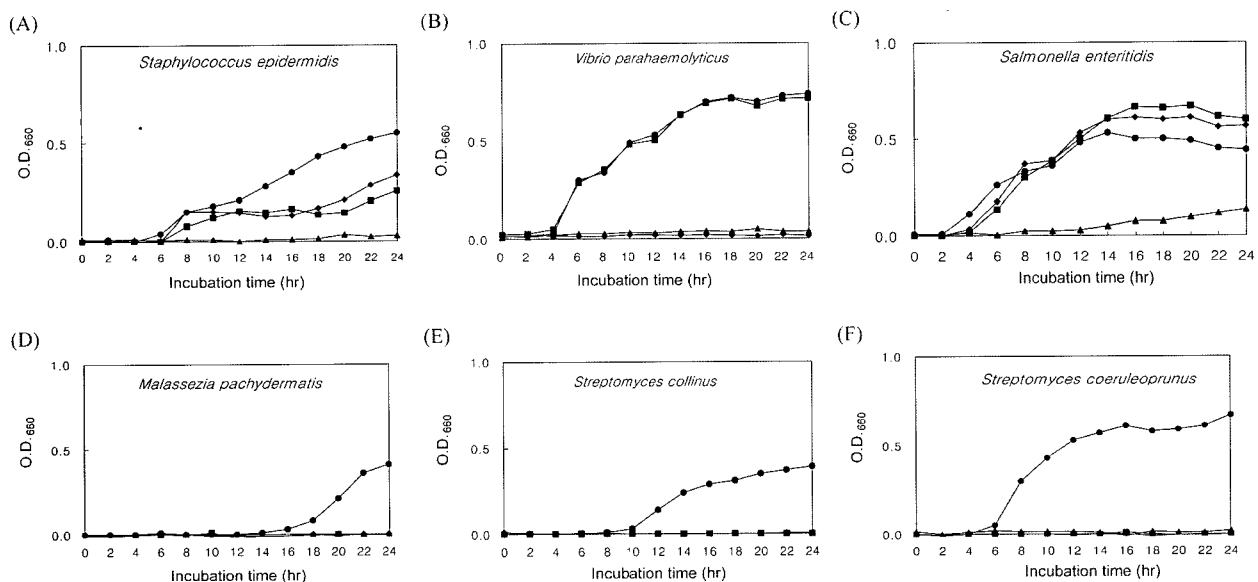 (A)
1.0
Staphylococcus epidermidis
O.D.660
0.5
0.0
0 2 4 6 8 10 12 14 16 18 20 22 24
Incubation time (hr)
(B)
1.0
Vibrio parahaemolyticus
O.D.660
0.5
0.0
0 2 4 6 8 10 12 14 16 18 20 22 24
Incubation time (hr)
(C)
1.0
Salmonella enteritidis
O.D.660
0.5
0.0
0 2 4 6 8 10 12 14 16 18 20 22 24
Incubation time (hr)
(D)
1.0
Malassezia pachydermatis
O.D.660
0.5
0.0
0 2 4 6 8 10 12 14 16 18 20 22 24
Incubation time (hr)
(E)
1.0
Streptomyces collinus
O.D.660
0.5
0.0
0 2 4 6 8 10 12 14 16 18 20 22 24
Incubation time (hr)
(F)
1.0
Streptomyces coeruleoprunus
O.D.660
0.5
0.0
0 2 4 6 8 10 12 14 16 18 20 22 24
Incubation time (hr)